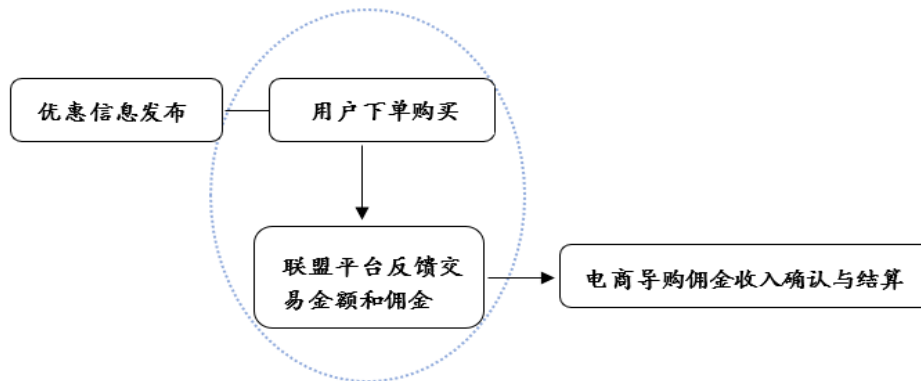 优惠信息发布
用户下单购买
联盟平台反馈交
易金额和佣金
电商导购佣金收入确认与结算